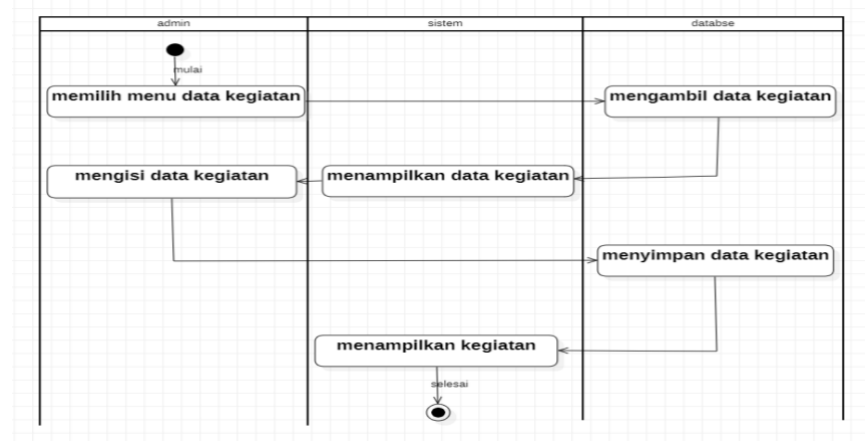 admin
sistem
databse
mulai
memilih menu data kegiatan
mengambil data kegiatan
mengisi data kegiatan
menampilkan data kegiatan
menyimpan data kegiatan
menampilkan kegiatan
selesai